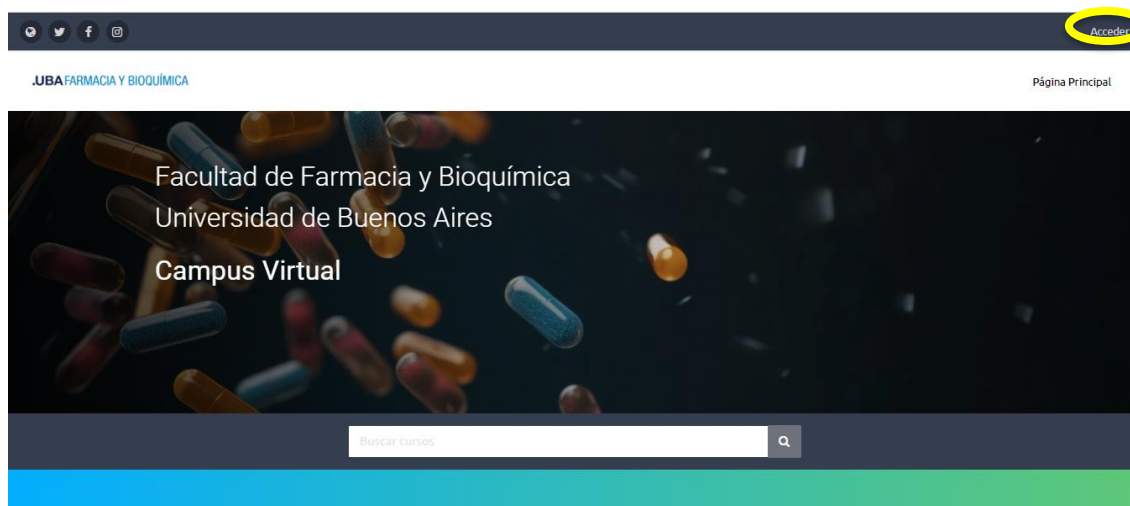 Acceder
.UBA FARMACIA Y BIOQUÍMICA
Página Principal
Facultad de Farmacia y Bioquímica
Universidad de Buenos Aires
Campus Virtual
Buscar cursos